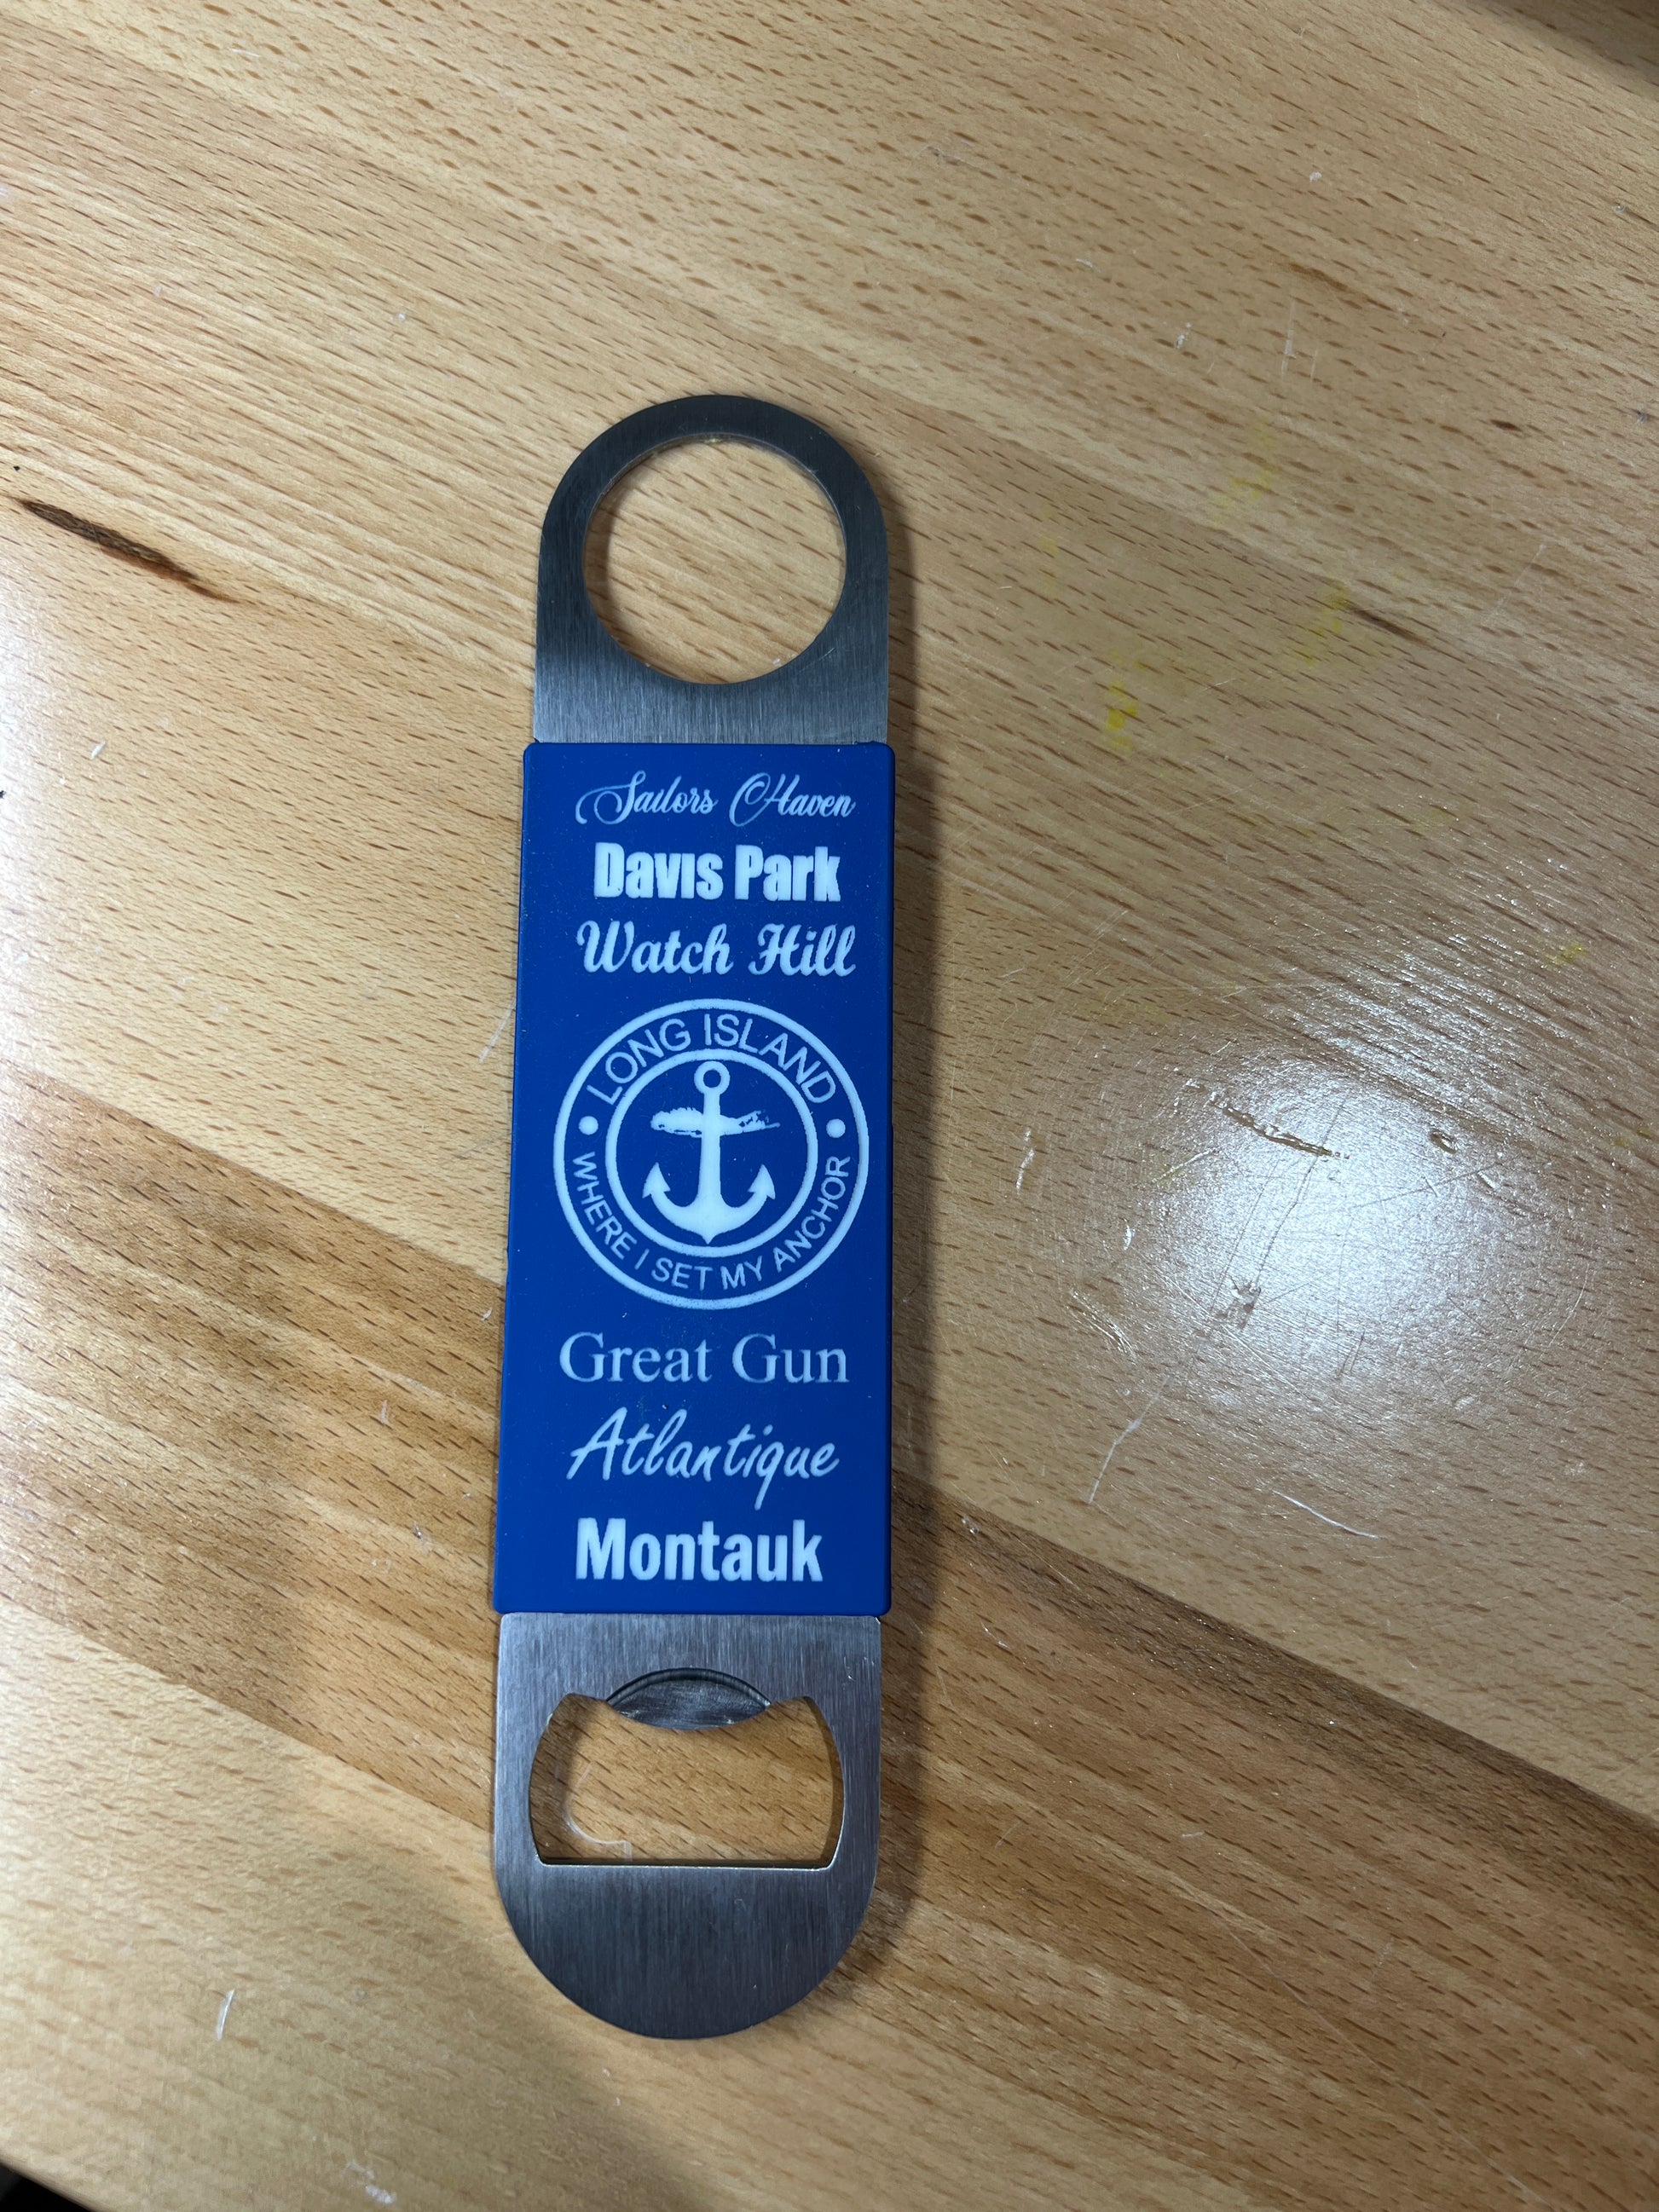 Sailors Haven
Davis Park
Watch Hill
LONG ISLAND
WHERE I SET MY ANCHOR
Great Gun
Atlantique
Montauk